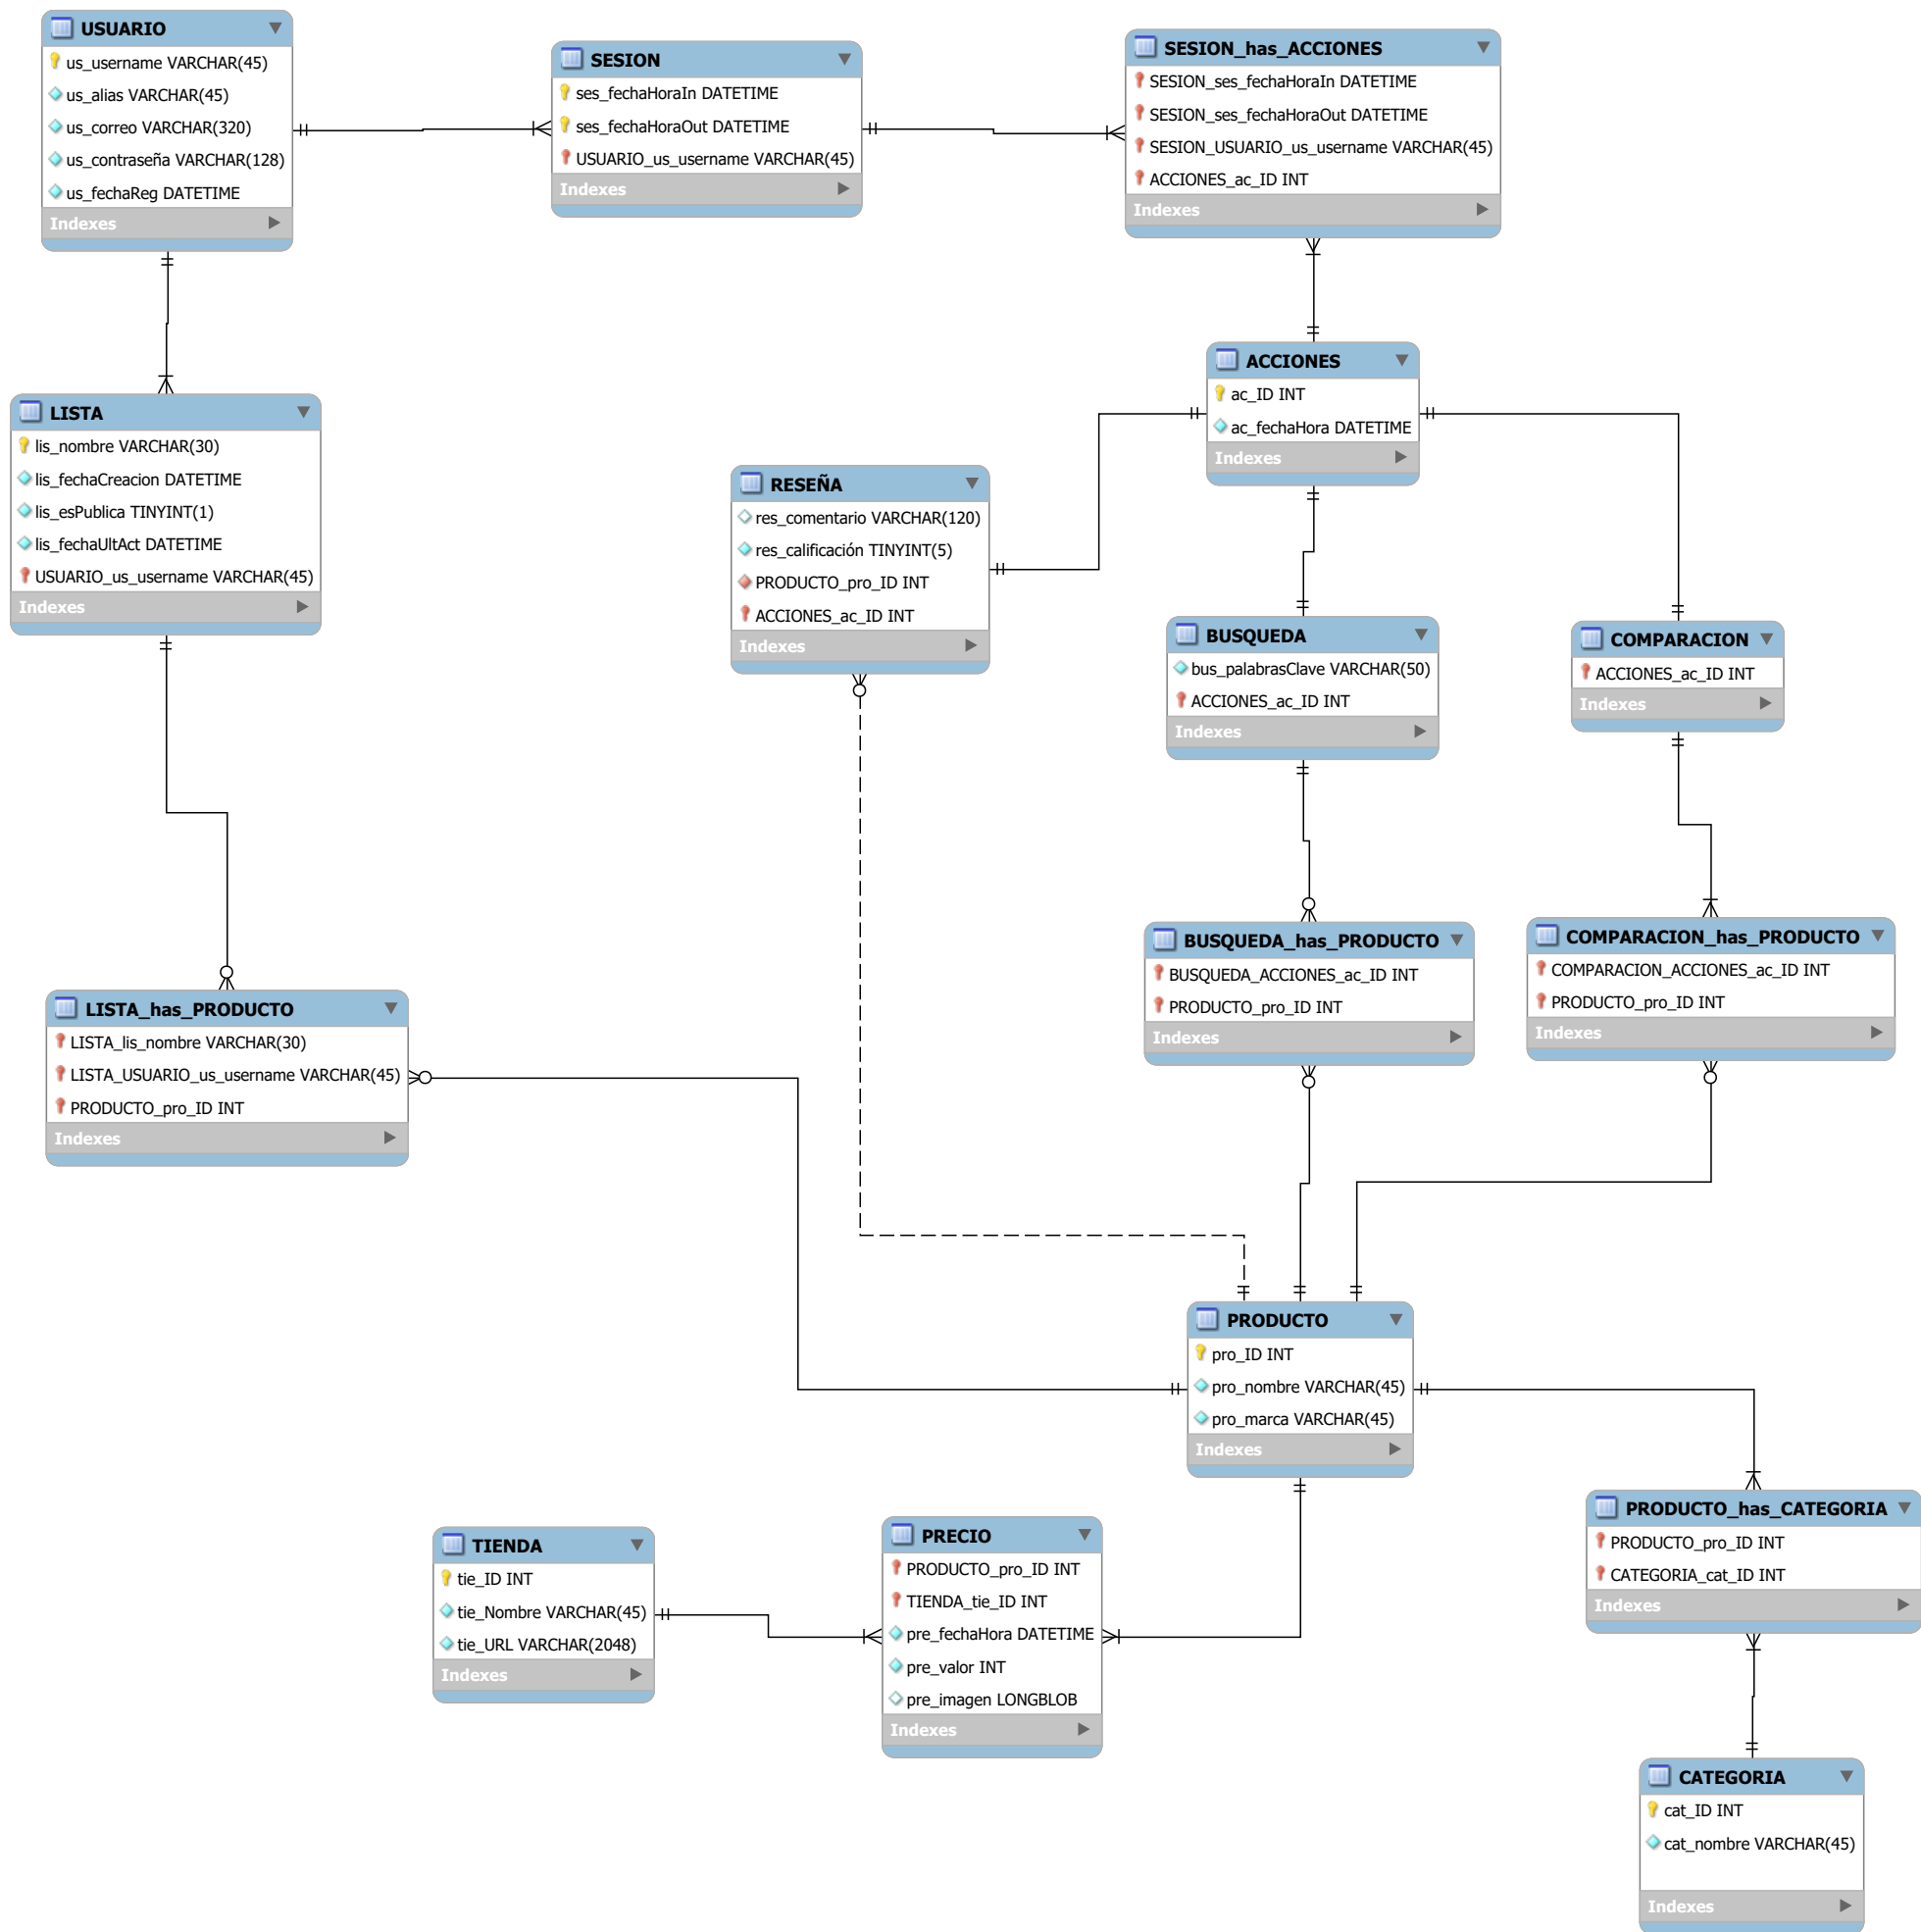 USUARIO
us_username VARCHAR(45)
us_alias VARCHAR(45)
us_correo VARCHAR(320)
us_contraseña VARCHAR(128)
us_fechaReg DATETIME
Indexes
SESION
ses_fechaHoraIn DATETIME
ses_fechaHoraOut DATETIME
USUARIO_us_username VARCHAR(45)
Indexes
SESION_has_ACCIONES
SESION_ses_fechaHoraIn DATETIME
SESION_ses_fechaHoraOut DATETIME
SESION_USUARIO_us_username VARCHAR(45)
ACCIONES_ac_ID INT
Indexes
ACCIONES
ac_ID INT
ac_fechaHora DATETIME
Indexes
LISTA
lis_nombre VARCHAR(30)
lis_fechaCreacion DATETIME
lis_esPublica TINYINT(1)
lis_fechaUltAct DATETIME
USUARIO_us_username VARCHAR(45)
Indexes
RESEÑA
res_comentario VARCHAR(120)
res_calificación TINYINT(5)
PRODUCTO_pro_ID INT
ACCIONES_ac_ID INT
Indexes
BUSQUEDA
bus_palabrasClave VARCHAR(50)
ACCIONES_ac_ID INT
Indexes
COMPARACION
ACCIONES_ac_ID INT
Indexes
LISTA_has_PRODUCTO
LISTA_lis_nombre VARCHAR(30)
LISTA_USUARIO_us_username VARCHAR(45)
PRODUCTO_pro_ID INT
Indexes
BUSQUEDA_has_PRODUCTO
BUSQUEDA_ACCIONES_ac_ID INT
PRODUCTO_pro_ID INT
Indexes
COMPARACION_has_PRODUCTO
COMPARACION_ACCIONES_ac_ID INT
PRODUCTO_pro_ID INT
Indexes
PRODUCTO
pro_ID INT
pro_nombre VARCHAR(45)
pro_marca VARCHAR(45)
Indexes
TIENDA
tie_ID INT
tie_Nombre VARCHAR(45)
tie_URL VARCHAR(2048)
Indexes
PRECIO
PRODUCTO_pro_ID INT
TIENDA_tie_ID INT
pre_fechaHora DATETIME
pre_valor INT
pre_imagen LONGBLOB
Indexes
PRODUCTO_has_CATEGORIA
PRODUCTO_pro_ID INT
CATEGORIA_cat_ID INT
Indexes
CATEGORIA
cat_ID INT
cat_nombre VARCHAR(45)
Indexes